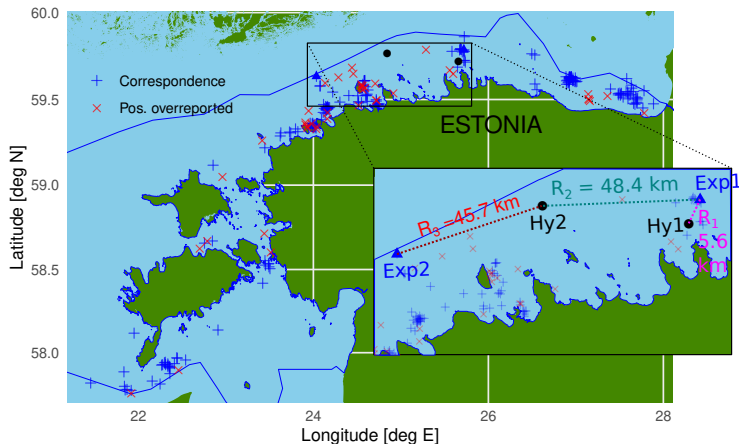 60.0
59.5
59.0
58.5
58.0
Latitude [deg N]
Correspondence
Pos. overreported
ESTONIA
R₂ = 48.4 km
Exp1
R₃ =45.7 km
Hy2
Hy1
R₁
5.6
km
Exp2
22
24
26
28
Longitude [deg E]